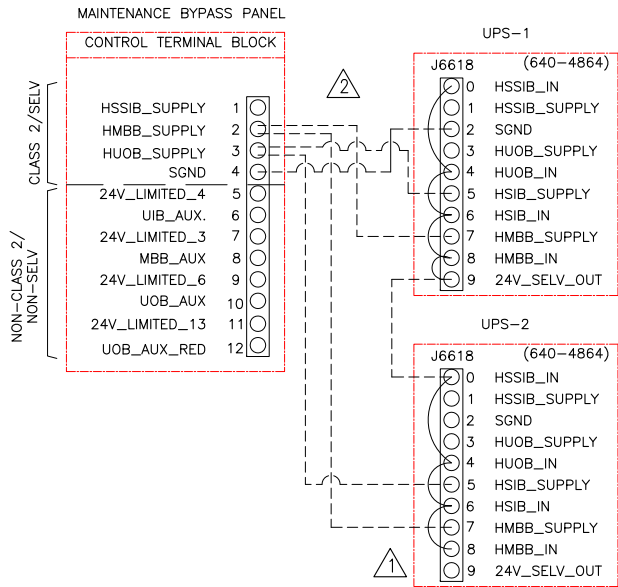 MAINTENANCE BYPASS PANEL
CONTROL TERMINAL BLOCK
CLASS 2/SELV
HSSIB_SUPPLY 1
HMBB_SUPPLY 2
HUOB_SUPPLY 3
SGND 4
NON-CLASS 2/
NON-SELV
24V_LIMITED_4 5
UIB_AUX. 6
24V_LIMITED_3 7
MBB_AUX 8
24V_LIMITED_6 9
UOB_AUX 10
24V_LIMITED_13 11
UOB_AUX_RED 12
2
1
UPS-1
J6618 (640-4864)
0 HSSIB_IN
1 HSSIB_SUPPLY
2 SGND
3 HUOB_SUPPLY
4 HUOB_IN
5 HSIB_SUPPLY
6 HSIB_IN
7 HMBB_SUPPLY
8 HMBB_IN
9 24V_SELV_OUT
UPS-2
J6618 (640-4864)
0 HSSIB_IN
1 HSSIB_SUPPLY
2 SGND
3 HUOB_SUPPLY
4 HUOB_IN
5 HSIB_SUPPLY
6 HSIB_IN
7 HMBB_SUPPLY
8 HMBB_IN
9 24V_SELV_OUT